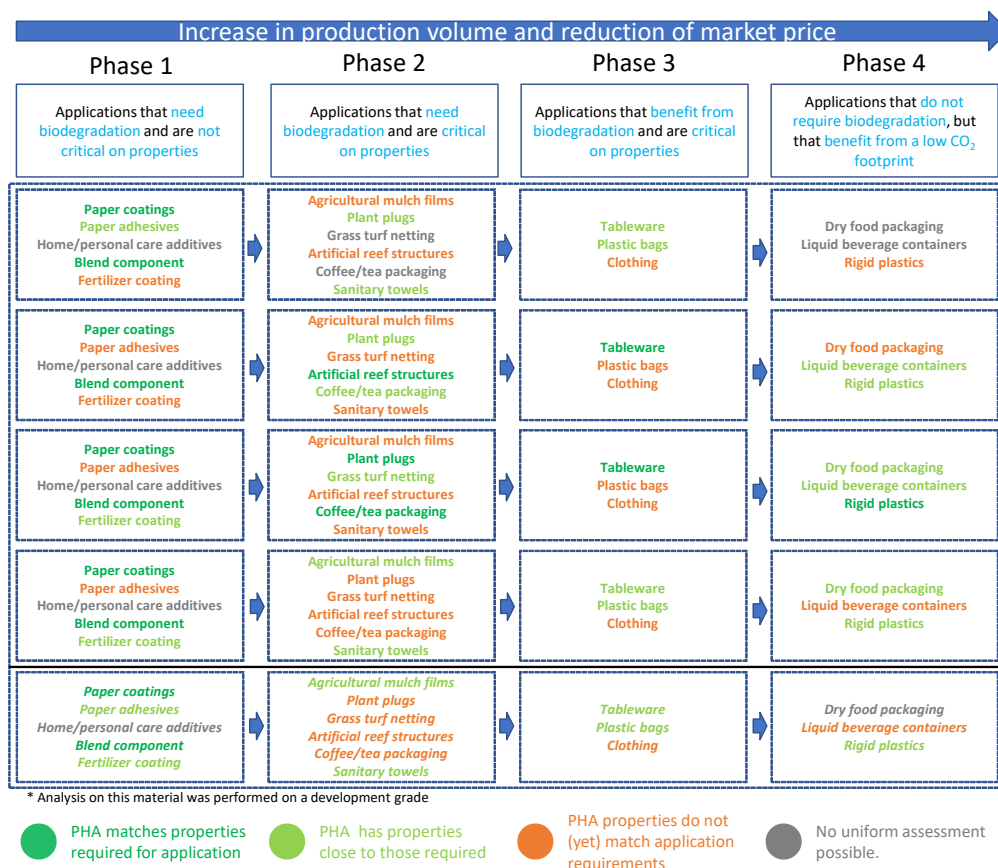 Increase in production volume and reduction of market price
Phase 1
Phase 2
Phase 3
Phase 4
Applications that need
biodegradation and are not
critical on properties
Applications that need
biodegradation and are critical
on properties
Applications that benefit from
biodegradation and are critical
on properties
Applications that do not
require biodegradation, but
that benefit from a low CO2
footprint
Paper coatings
Paper adhesives
Home/personal care additives
Blend component
Fertilizer coating
Agricultural mulch films
Plant plugs
Grass turf netting
Artificial reef structures
Coffee/tea packaging
Sanitary towels
Tableware
Plastic bags
Clothing
Dry food packaging
Liquid beverage containers
Rigid plastics
Paper coatings
Paper adhesives
Home/personal care additives
Blend component
Fertilizer coating
Agricultural mulch films
Plant plugs
Grass turf netting
Artificial reef structures
Coffee/tea packaging
Sanitary towels
Tableware
Plastic bags
Clothing
Dry food packaging
Liquid beverage containers
Rigid plastics
Paper coatings
Paper adhesives
Home/personal care additives
Blend component
Fertilizer coating
Agricultural mulch films
Plant plugs
Grass turf netting
Artificial reef structures
Coffee/tea packaging
Sanitary towels
Tableware
Plastic bags
Clothing
Dry food packaging
Liquid beverage containers
Rigid plastics
Paper coatings
Paper adhesives
Home/personal care additives
Blend component
Fertilizer coating
Agricultural mulch films
Plant plugs
Grass turf netting
Artificial reef structures
Coffee/tea packaging
Sanitary towels
Tableware
Plastic bags
Clothing
Dry food packaging
Liquid beverage containers
Rigid plastics
Paper coatings
Paper adhesives
Home/personal care additives
Blend component
Fertilizer coating
Agricultural mulch films
Plant plugs
Grass turf netting
Artificial reef structures
Coffee/tea packaging
Sanitary towels
Tableware
Plastic bags
Clothing
Dry food packaging
Liquid beverage containers
Rigid plastics
* Analysis on this material was performed on a development grade
PHA matches properties
required for application
PHA has properties
close to those required
PHA properties do not
(yet) match application
requirements
No uniform assessment
possible.